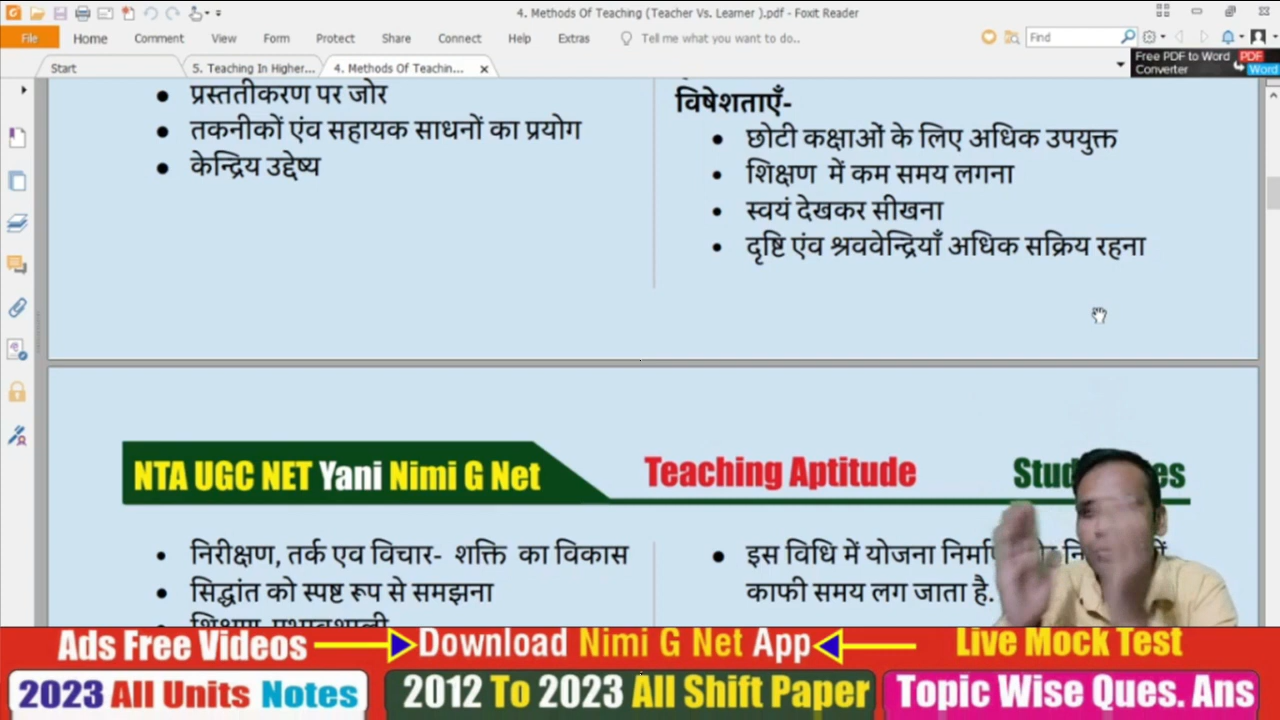 4. Methods Of Teaching (Teacher Vs. Learner ).pdf - Foxit Reader
File Home Comment View Form Protect Share Connect Help Extras Tell me what you want to do.. Find
Free PDF to Word Converter
PDF Word
Start 5. Teaching In Higher... 4. Methods Of Teachin...
प्रस्ततीकरण पर जोर
तकनीकों एंव सहायक साधनों का प्रयोग
केन्द्रिय उद्देष्य
विषेशताएँ-
छोटी कक्षाओं के लिए अधिक उपयुक्त
शिक्षण में कम समय लगना
स्वयं देखकर सीखना
दृष्टि एंव श्रववेन्द्रियाँ अधिक सक्रिय रहना
NTA UGC NET Yani Nimi G Net
Teaching Aptitude
निरीक्षण, तर्क एव विचार- शक्ति का विकास
सिद्धांत को स्पष्ट रूप से समझना
इस विधि में योजना
काफी समय लग जाता है.
Ads Free Videos Download Nimi G Net App Live Mock Test
2023 All Units Notes 2012 To 2023 All Shift Paper Topic Wise Ques. Ans